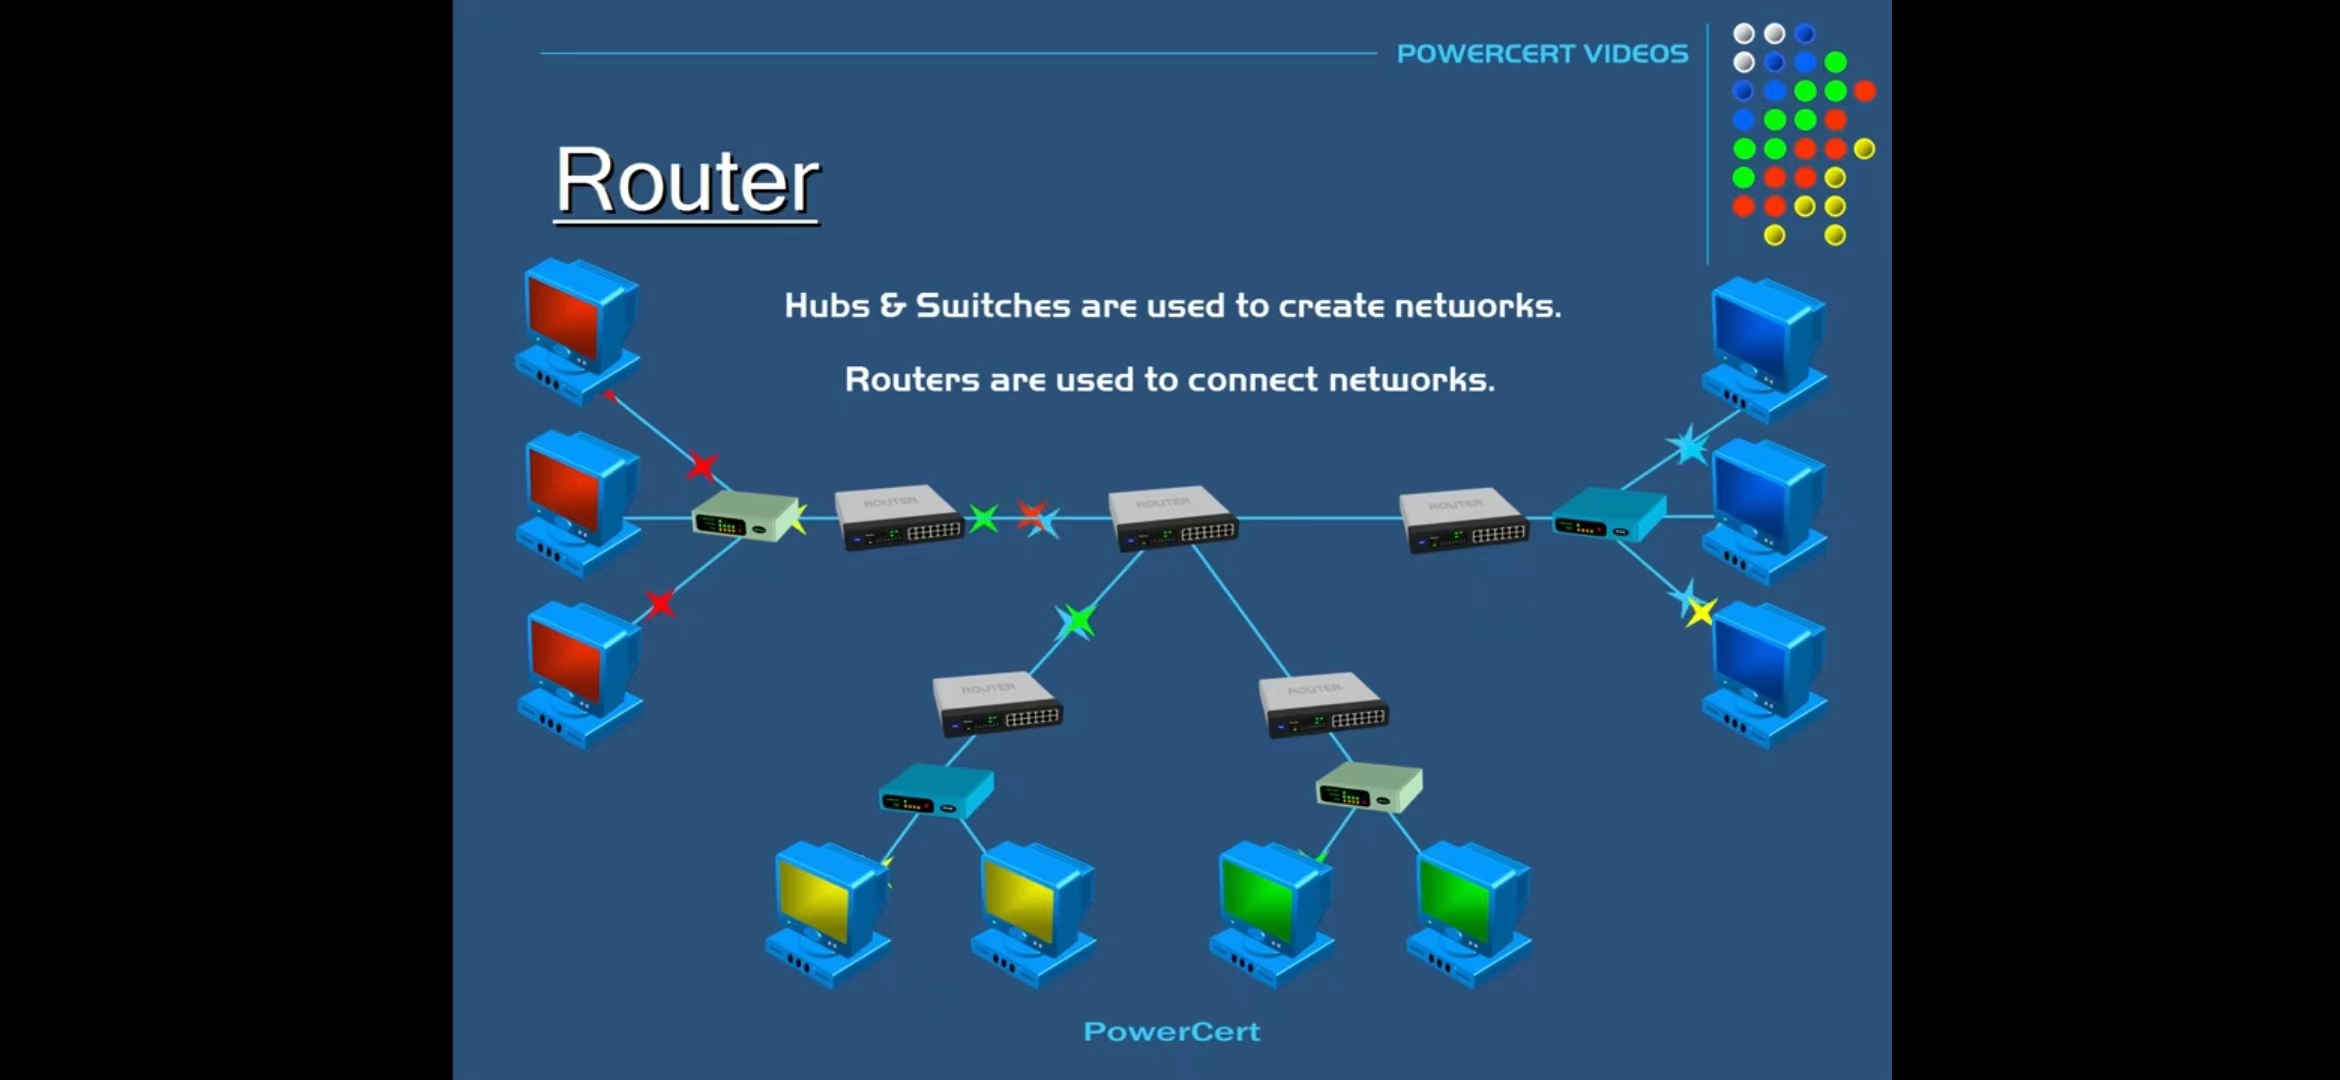 POWERCERT VIDEOS
Router
Hubs & Switches are used to create networks.
Routers are used to connect networks.
ROUTER
ROUTER
ROUTER
ROUTER
ROUTER
PowerCert